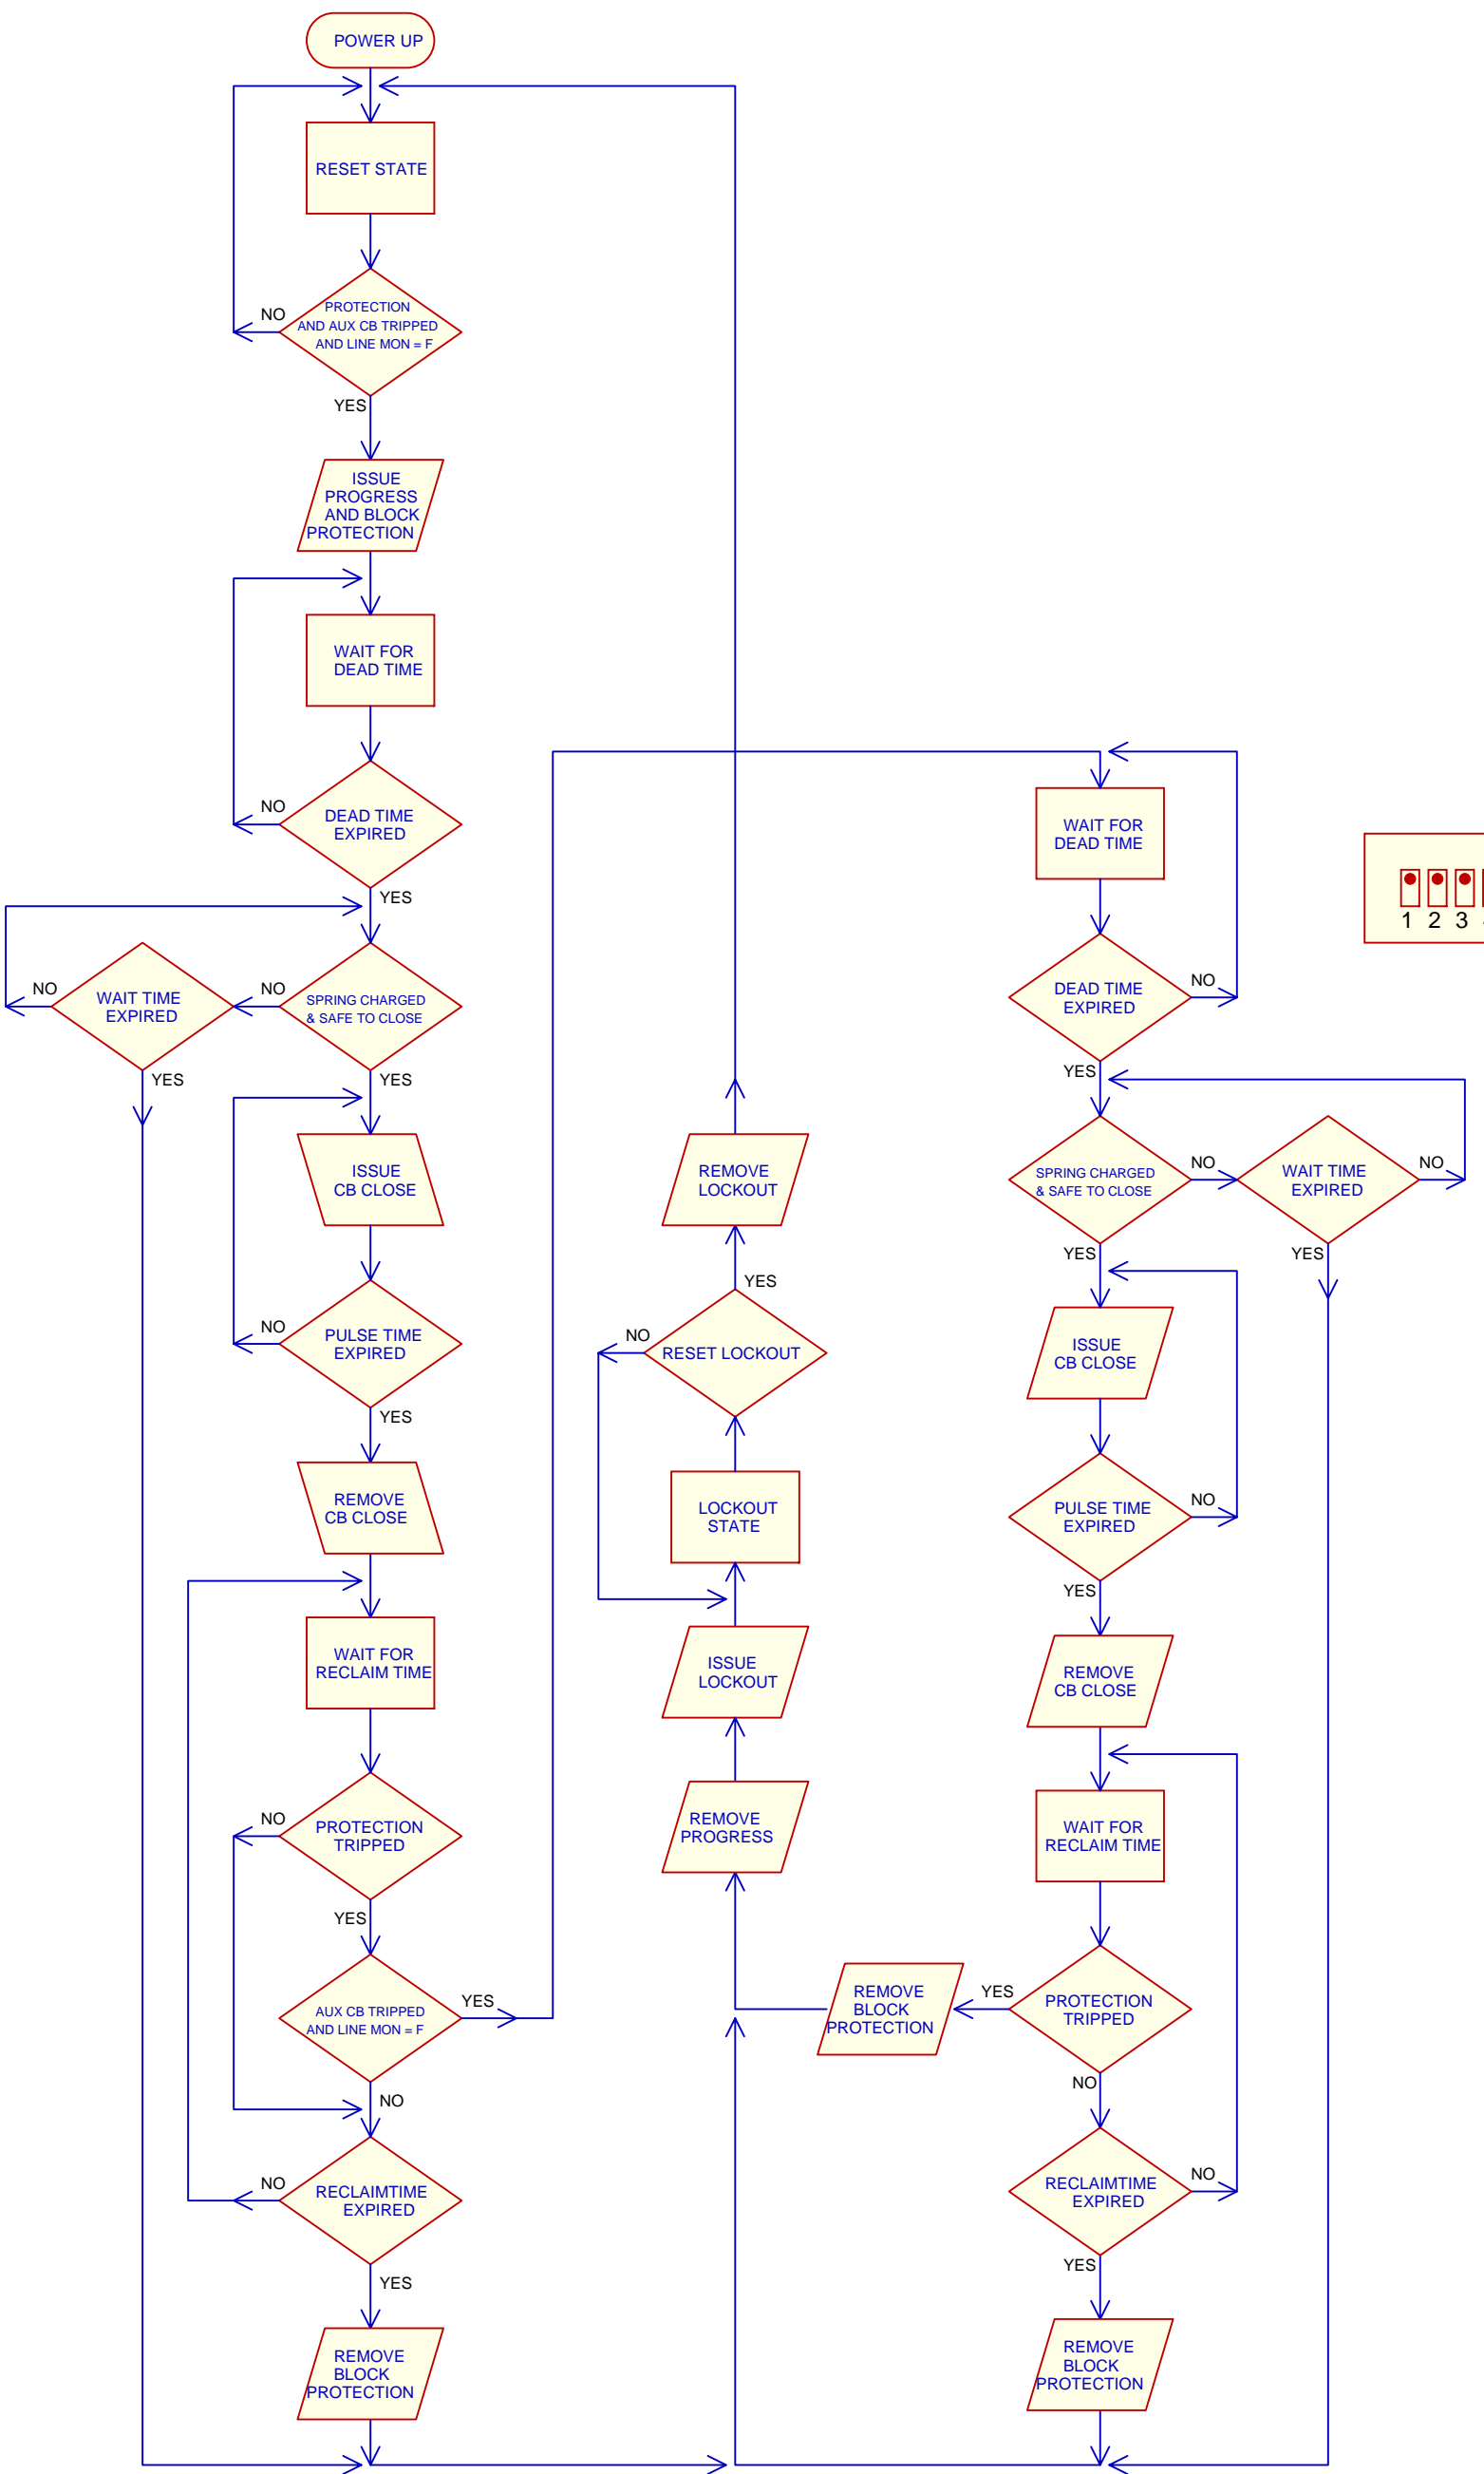 POWER UP
RESET STATE
PROTECTION
AND AUX CB TRIPPED
AND LINE MON = F
NO
YES
ISSUE
PROGRESS
AND BLOCK
PROTECTION
WAIT FOR
DEAD TIME
DEAD TIME
EXPIRED
NO
YES
SPRING CHARGED
& SAFE TO CLOSE
NO
YES
WAIT TIME
EXPIRED
NO
YES
ISSUE
CB CLOSE
PULSE TIME
EXPIRED
NO
YES
REMOVE
CB CLOSE
WAIT FOR
RECLAIM TIME
PROTECTION
TRIPPED
NO
YES
AUX CB TRIPPED
AND LINE MON = F
YES
NO
RECLAIMTIME
EXPIRED
NO
YES
REMOVE
BLOCK
PROTECTION
REMOVE
LOCKOUT
YES
RESET LOCKOUT
NO
LOCKOUT
STATE
ISSUE
LOCKOUT
REMOVE
PROGRESS
REMOVE
BLOCK
PROTECTION
WAIT FOR
DEAD TIME
DEAD TIME
EXPIRED
NO
YES
SPRING CHARGED
& SAFE TO CLOSE
NO
YES
WAIT TIME
EXPIRED
NO
YES
ISSUE
CB CLOSE
PULSE TIME
EXPIRED
NO
YES
REMOVE
CB CLOSE
WAIT FOR
RECLAIM TIME
PROTECTION
TRIPPED
YES
NO
RECLAIMTIME
EXPIRED
NO
YES
REMOVE
BLOCK
PROTECTION
1 2 3